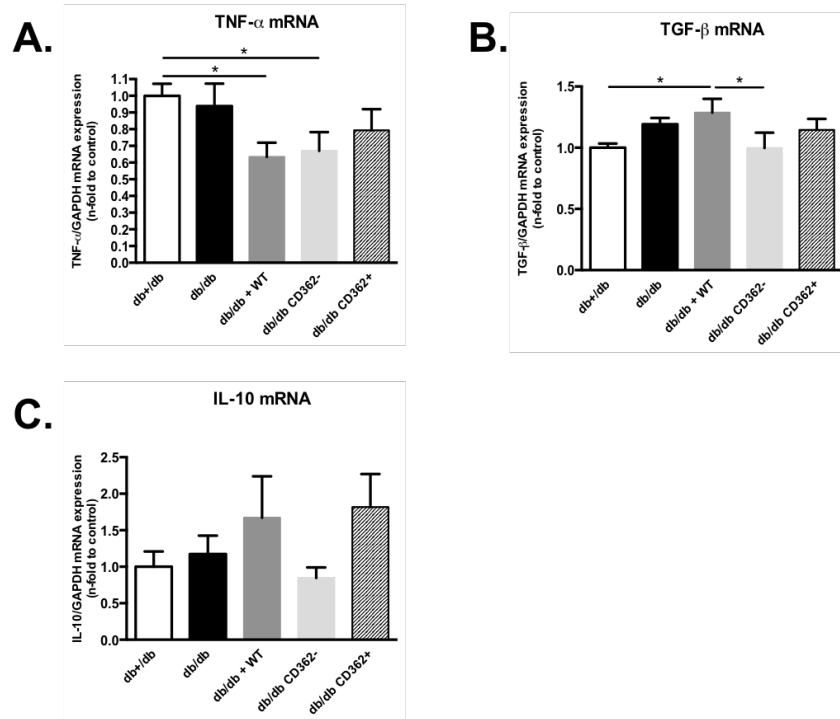 A.
TNF-α mRNA
*
*
TNF-α/GAPDH mRNA expression
(n-fold to control)
1.1
1.0
0.9
0.8
0.7
0.6
0.5
0.4
0.3
0.2
0.1
0.0
db+/db
db/db
db/db + WT
db/db CD362-
db/db CD362+
B.
TGF-β mRNA
*
*
TGF-β/GAPDH mRNA expression
(n-fold to control)
1.5
1.0
0.5
0.0
db+/db
db/db
db/db + WT
db/db CD362-
db/db CD362+
C.
IL-10 mRNA
IL-10/GAPDH mRNA expression
(n-fold to control)
2.5
2.0
1.5
1.0
0.5
0.0
db+/db
db/db
db/db + WT
db/db CD362-
db/db CD362+